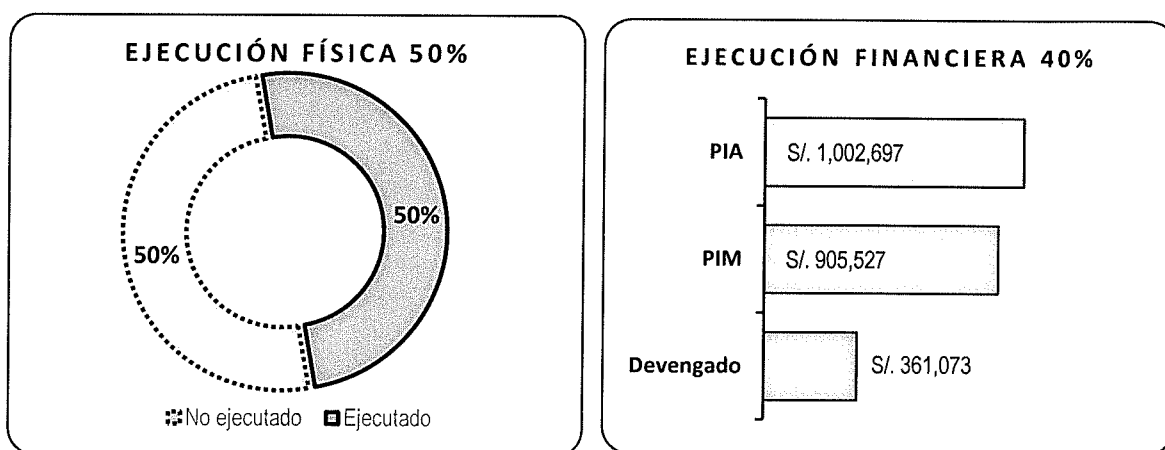 EJECUCIÓN FÍSICA 50%
50%
50%
No ejecutado Ejecutado
EJECUCIÓN FINANCIERA 40%
PIA S/. 1,002,697
PIM S/. 905,527
Devengado S/. 361,073